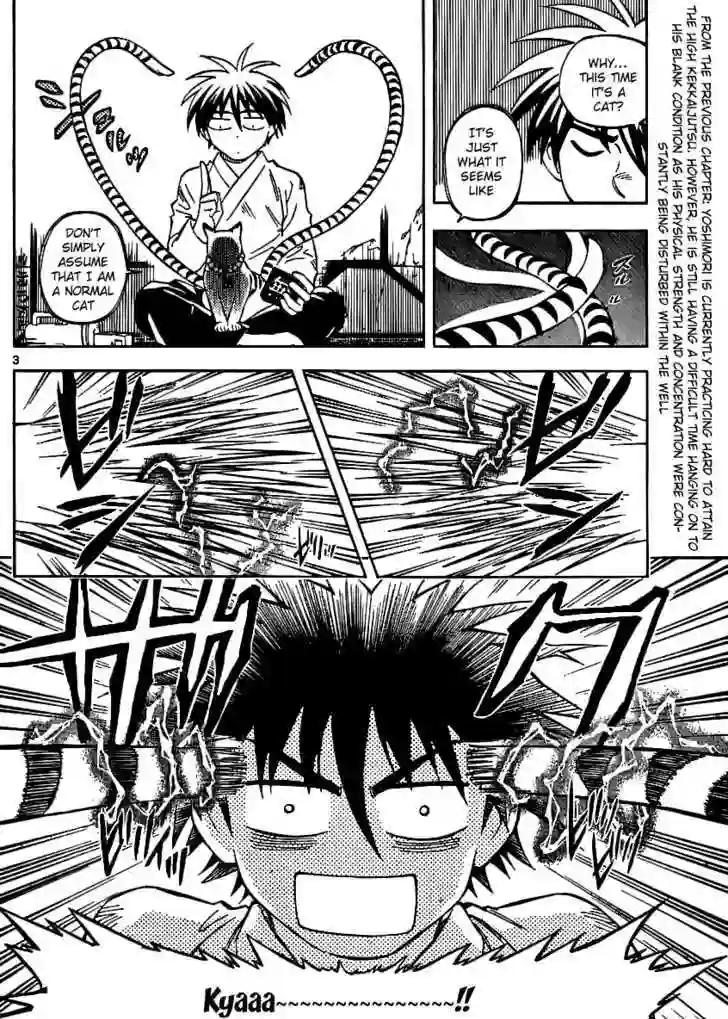 FROM THE PREVIOUS CHAPTER: YOSHIMORI IS CURRENTLY PRACTICING HARD TO ATTAIN
THE HIGH KEKKAIJUTSU. HOWEVER, HE IS STILL HAVING A DIFFICULT TIME HANGING ON TO
HIS BLANK CONDITION AS HIS PHYSICAL STRENGTH AND CONCENTRATION WERE CON-
STANTLY BEING DISTURBED WITHIN THE WELL
WHY...
THIS TIME
IT'S A
CAT?
IT'S
JUST
WHAT IT
SEEMS
LIKE
DON'T
SIMPLY
ASSUME
THAT I AM
A NORMAL
CAT
3
Kyaaa~~~~~~~~~~~~~~~!!